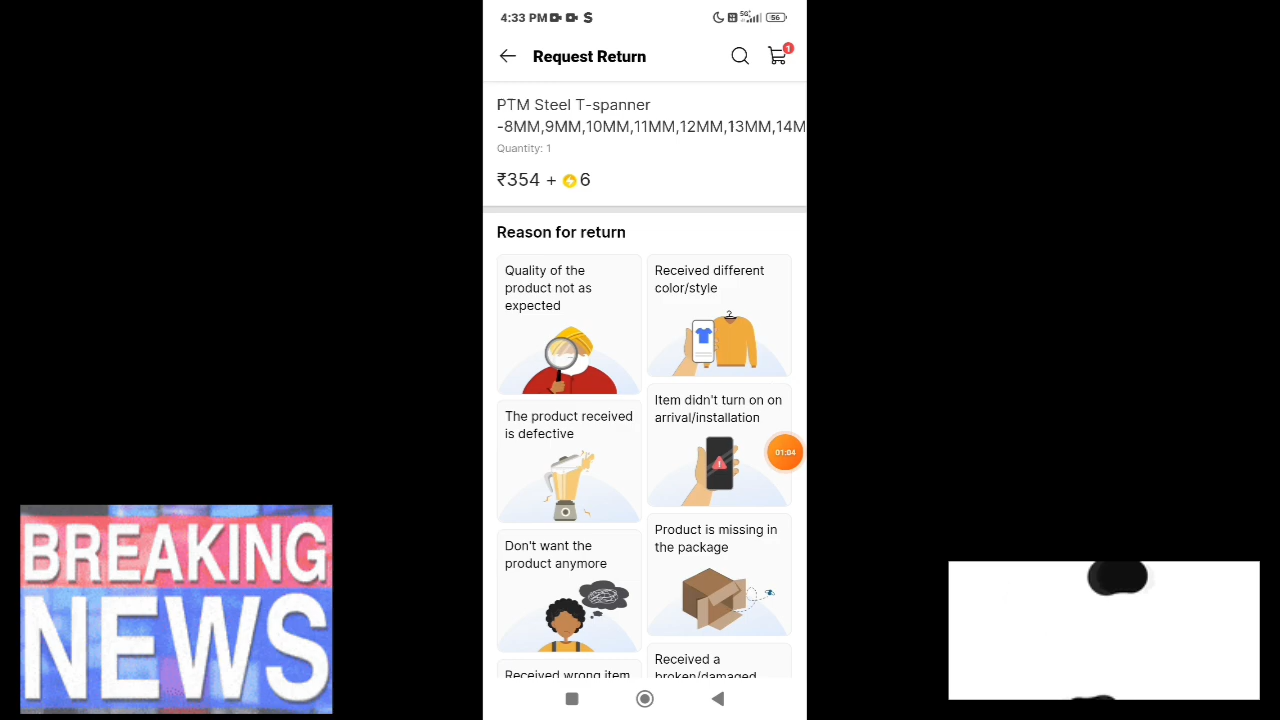 4:33 PM
5G+
56
Request Return
1
PTM Steel T-spanner
-8MM,9MM,10MM,11MM,12MM,13MM,14M
Quantity: 1
₹354 + 6
Reason for return
Quality of the
product not as
expected
Received different
color/style
The product received
is defective
Item didn't turn on on
arrival/installation
01:04
Don't want the
product anymore
Product is missing in
the package
Received wrong item
Received a
broken/damaged
BREAKING
NEWS